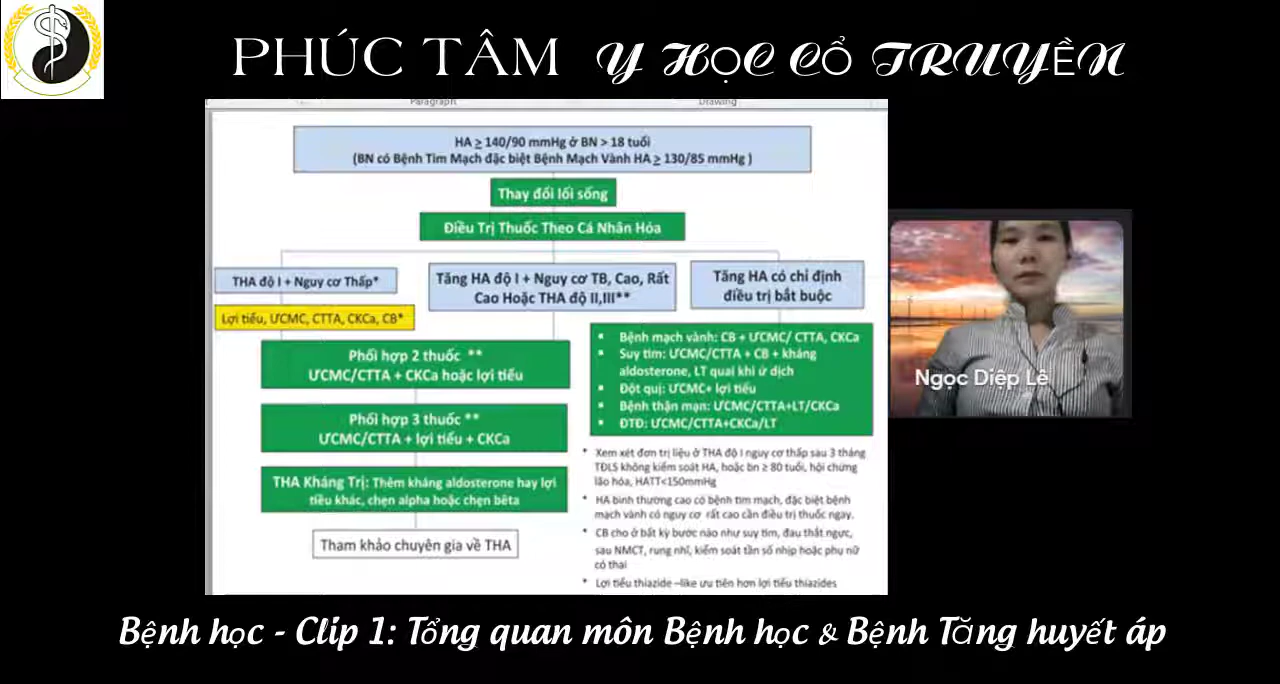 PHÚC TÂM Y HỌC CỔ TRUYỀN
Paragraph
Drawing
HA ≥ 140/90 mmHg ở BN > 18 tuổi
(BN có Bệnh Tim Mạch đặc biệt Bệnh Mạch Vành HA ≥ 130/85 mmHg )
Thay đổi lối sống
Điều Trị Thuốc Theo Cá Nhân Hóa
THA độ I + Nguy cơ Thấp*
Lợi tiểu, ƯCMC, CTTA, CKCa, CB*
Tăng HA độ I + Nguy cơ TB, Cao, Rất
Cao Hoặc THA độ II,III**
Tăng HA có chỉ định
điều trị bắt buộc
Phối hợp 2 thuốc **
ƯCMC/CTTA + CKCa hoặc lợi tiểu
Phối hợp 3 thuốc **
ƯCMC/CTTA + lợi tiểu + CKCa
THA Kháng Trị: Thêm kháng aldosterone hay lợi
tiểu khác, chẹn alpha hoặc chẹn bêta
Tham khảo chuyên gia về THA
▪ Bệnh mạch vành: CB + ƯCMC/ CTTA, CKCa
▪ Suy tim: ƯCMC/CTTA + CB + kháng
aldosterone, LT quai khi ứ dịch
▪ Đột quị: ƯCMC+ lợi tiểu
▪ Bệnh thận mạn: ƯCMC/CTTA+LT/CKCa
▪ ĐTĐ: ƯCMC/CTTA+CKCa/LT
* Xem xét đơn trị liệu ở THA độ I nguy cơ thấp sau 3 tháng
TĐLS không kiểm soát HA, hoặc bn ≥ 80 tuổi, hội chứng
lão hóa, HATT<150mmHg
* HA bình thường cao có bệnh tim mạch, đặc biệt bệnh
mạch vành có nguy cơ rất cao cần điều trị thuốc ngay.
* CB cho ở bất kỳ bước nào như suy tim, đau thắt ngực,
sau NMCT, rung nhĩ, kiểm soát tần số nhịp hoặc phụ nữ
có thai
* Lợi tiểu thiazide –like ưu tiên hơn lợi tiểu thiazides
Ngọc Diệp Lê
Bệnh học - Clip 1: Tổng quan môn Bệnh học & Bệnh Tăng huyết áp